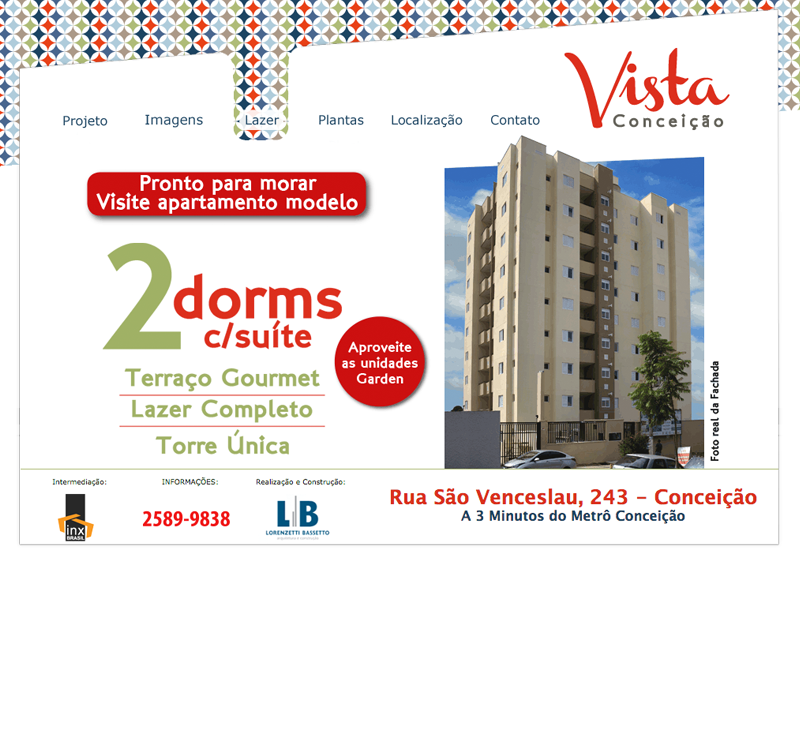 Vista
Conceição
Projeto
Imagens
Lazer
Plantas
Localização
Contato
Pronto para morar
Visite apartamento modelo
2 dorms
c/suíte
Aproveite
as unidades
Garden
Terraço Gourmet
Lazer Completo
Torre Única
Foto real da Fachada
Intermediação:
inx
BRASIL
INFORMAÇÕES:
2589-9838
Realização e Construção:
LB
LORENZETTI BASSETTO
Rua São Venceslau, 243 - Conceição
A 3 Minutos do Metrô Conceição